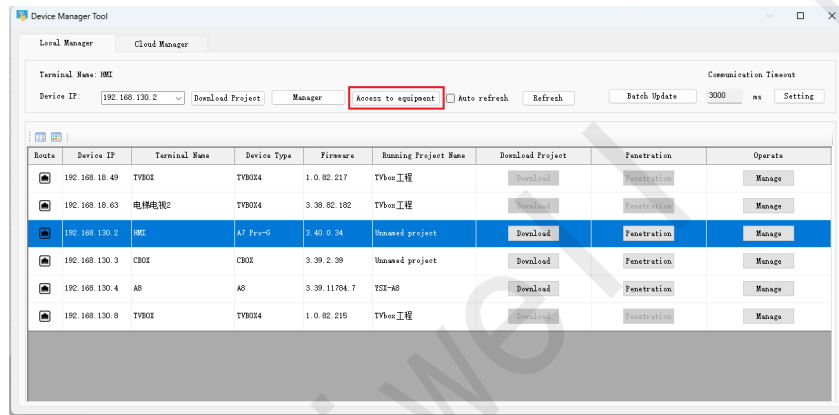 Device Manager Tool
Local Manager Cloud Manager
Terminal Name: HMI Communication Timeout
Device IP: 192.168.130.2 Download Project Manager Access to equipment Auto refresh Refresh Batch Update 3000 ms Setting
Route Device IP Terminal Name Device Type Firmware Running Project Name Download Project Penetration Operate
192.168.18.49 TVBOX TVBOX4 1.0.82.217 TVbox工程 Download Penetration Manage
192.168.18.63 电梯电视2 TVBOX4 3.38.82.182 TVbox工程 Download Penetration Manage
192.168.130.2 HMI A7 Pro-G 3.40.0.34 Unnamed project Download Penetration Manage
192.168.130.3 CBOX CBOX 3.39.2.39 Unnamed project Download Penetration Manage
192.168.130.4 A8 A8 3.39.11784.7 YSX-A8 Download Penetration Manage
192.168.130.8 TVBOX TVBOX4 1.0.82.215 TVbox工程 Download Penetration Manage